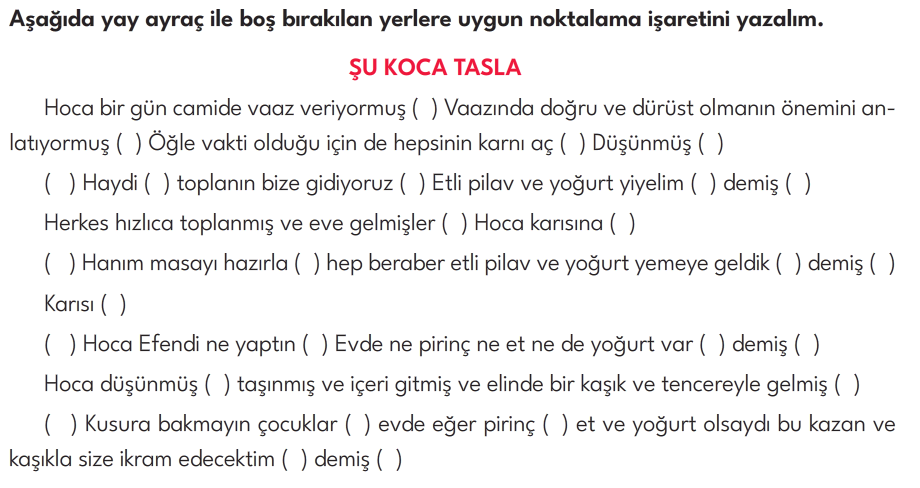 Aşağıda yay ayraç ile boş bırakılan yerlere uygun noktalama işaretini yazalım.
ŞU KOCA TASLA
Hoca bir gün camide vaaz veriyormuş (  ) Vaazında doğru ve dürüst olmanın önemini an-
latıyormuş (  ) Öğle vakti olduğu için de hepsinin karnı aç (  ) Düşünmüş (  )
(  ) Haydi (  ) toplanın bize gidiyoruz (  ) Etli pilav ve yoğurt yiyelim (  ) demiş (  )
Herkes hızlıca toplanmış ve eve gelmişler (  ) Hoca karısına (  )
(  ) Hanım masayı hazırla (  ) hep beraber etli pilav ve yoğurt yemeye geldik (  ) demiş (  )
Karısı (  )
(  ) Hoca Efendi ne yaptın (  ) Evde ne pirinç ne et ne de yoğurt var (  ) demiş (  )
Hoca düşünmüş (  ) taşınmış ve içeri gitmiş ve elinde bir kaşık ve tencereyle gelmiş (  )
(  ) Kusura bakmayın çocuklar (  ) evde eğer pirinç (  ) et ve yoğurt olsaydı bu kazan ve
kaşıkla size ikram edecektim (  ) demiş (  )